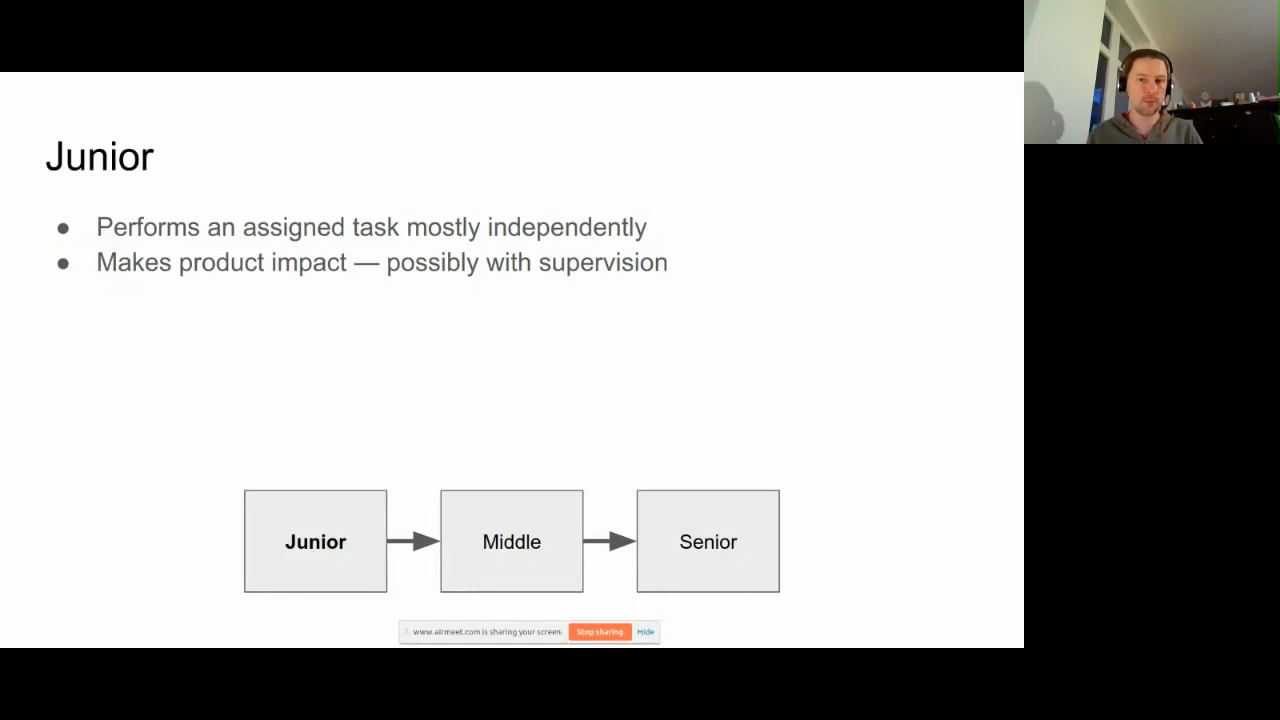 Junior
● Performs an assigned task mostly independently
● Makes product impact — possibly with supervision
Junior
Middle
Senior
www.airmeet.com is sharing your screen.
Stop sharing
Hide